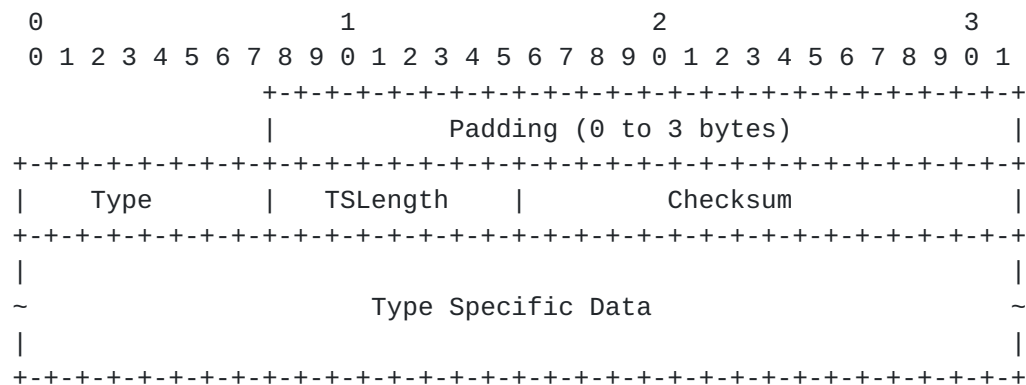 0                   1                   2                   3
 0 1 2 3 4 5 6 7 8 9 0 1 2 3 4 5 6 7 8 9 0 1 2 3 4 5 6 7 8 9 0 1
                +-+-+-+-+-+-+-+-+-+-+-+-+-+-+-+-+-+-+-+-+-+-+-+-+
                |           Padding (0 to 3 bytes)              |
+-+-+-+-+-+-+-+-+-+-+-+-+-+-+-+-+-+-+-+-+-+-+-+-+-+-+-+-+-+-+-+-+
|    Type       |   TSLength    |         Checksum              |
+-+-+-+-+-+-+-+-+-+-+-+-+-+-+-+-+-+-+-+-+-+-+-+-+-+-+-+-+-+-+-+-+
|                                                               |
~                      Type Specific Data                       ~
|                                                               |
+-+-+-+-+-+-+-+-+-+-+-+-+-+-+-+-+-+-+-+-+-+-+-+-+-+-+-+-+-+-+-+-+